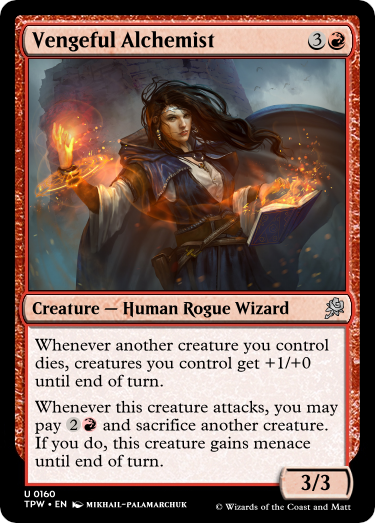 Vengeful Alchemist 3
Creature — Human Rogue Wizard
Whenever another creature you control
dies, creatures you control get +1/+0
until end of turn.
Whenever this creature attacks, you may
pay 2 and sacrifice another creature.
If you do, this creature gains menace
until end of turn.
3/3
U 0160
TPW • EN MIKHAIL-PALAMARCHUK
© Wizards of the Coast and Matt